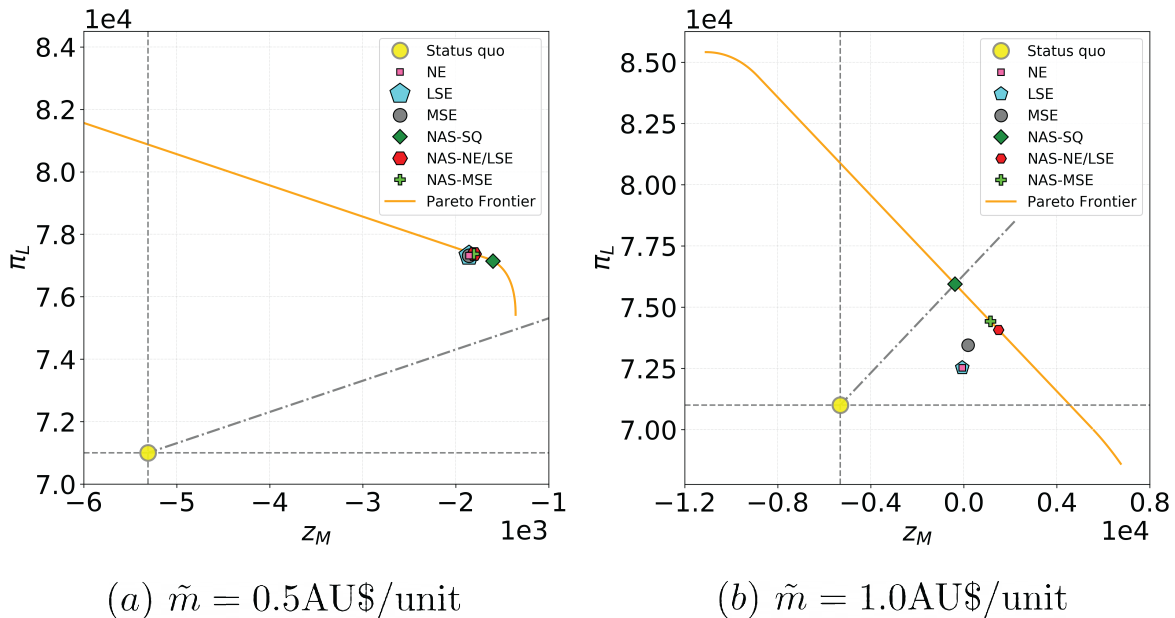 1e4
8.4
8.2
8.0
7.8
7.6
7.4
7.2
7.0
π_L
−6
−5
−4
−3
−2
−1
z_M
1e3
Status quo
NE
LSE
MSE
NAS-SQ
NAS-NE/LSE
NAS-MSE
Pareto Frontier
(a) m̃ = 0.5AU$/unit
1e4
8.50
8.25
8.00
7.75
7.50
7.25
7.00
π_L
−1.2
−0.8
−0.4
0.0
0.4
0.8
z_M
1e4
Status quo
NE
LSE
MSE
NAS-SQ
NAS-NE/LSE
NAS-MSE
Pareto Frontier
(b) m̃ = 1.0AU$/unit